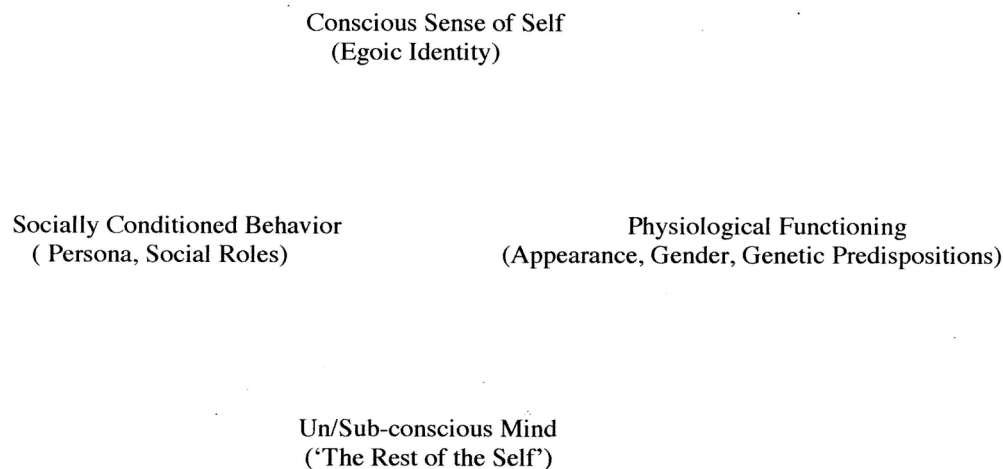 Conscious Sense of Self
(Egoic Identity)
Socially Conditioned Behavior
( Persona, Social Roles)
Physiological Functioning
(Appearance, Gender, Genetic Predispositions)
Un/Sub-conscious Mind
(‘The Rest of the Self’)